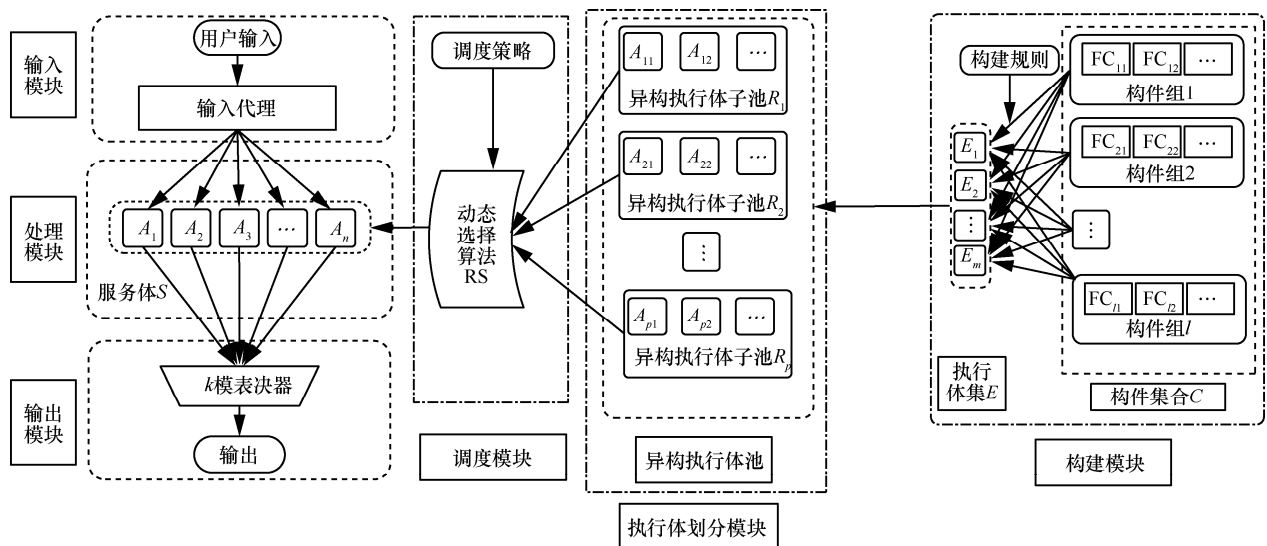 输入
模块
用户输入
输入代理
处理
模块
A1
A2
A3
…
An
服务体S
输出
模块
k模表决器
输出
调度策略
动态
选择
算法
RS
调度模块
A11
A12
…
异构执行体子池R1
A21
A22
…
异构执行体子池R2
⋮
Ap1
Ap2
…
异构执行体子池Rp
异构执行体池
执行体划分模块
构建规则
E1
E2
⋮
Em
执行
体集E
FC11
FC12
…
构件组1
FC21
FC22
…
构件组2
⋮
FCl1
FCl2
…
构件组l
构件集合C
构建模块